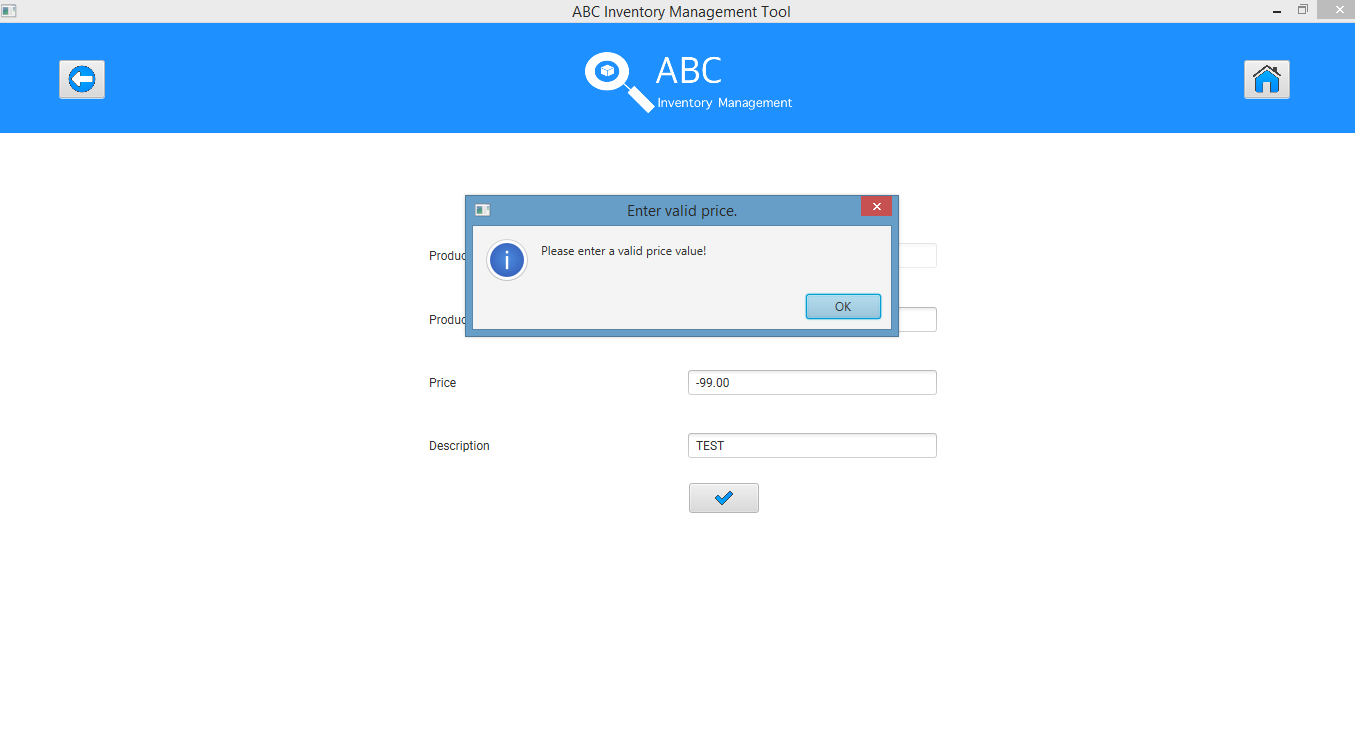 ABC Inventory Management Tool
ABC
Inventory Management
Enter valid price.
Please enter a valid price value!
OK
Price
-99.00
Description
TEST